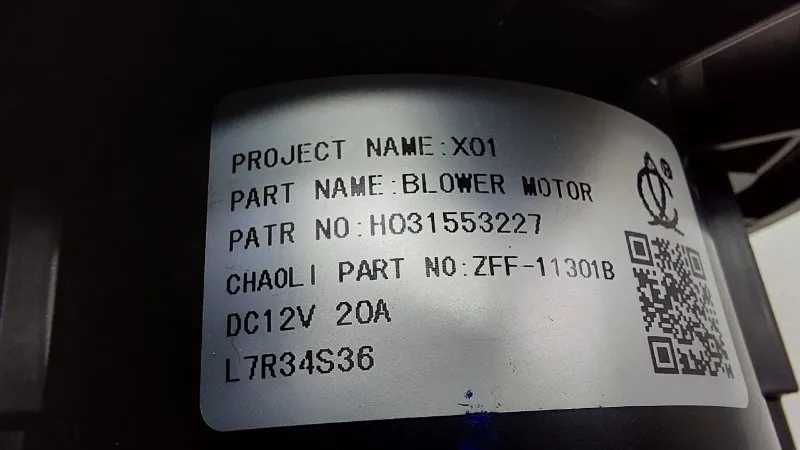 PROJECT NAME:X01
PART NAME:BLOWER MOTOR
PATR NO:H031553227
CHAOLI PART NO:ZFF-11301B
DC12V 20A
L7R34S36